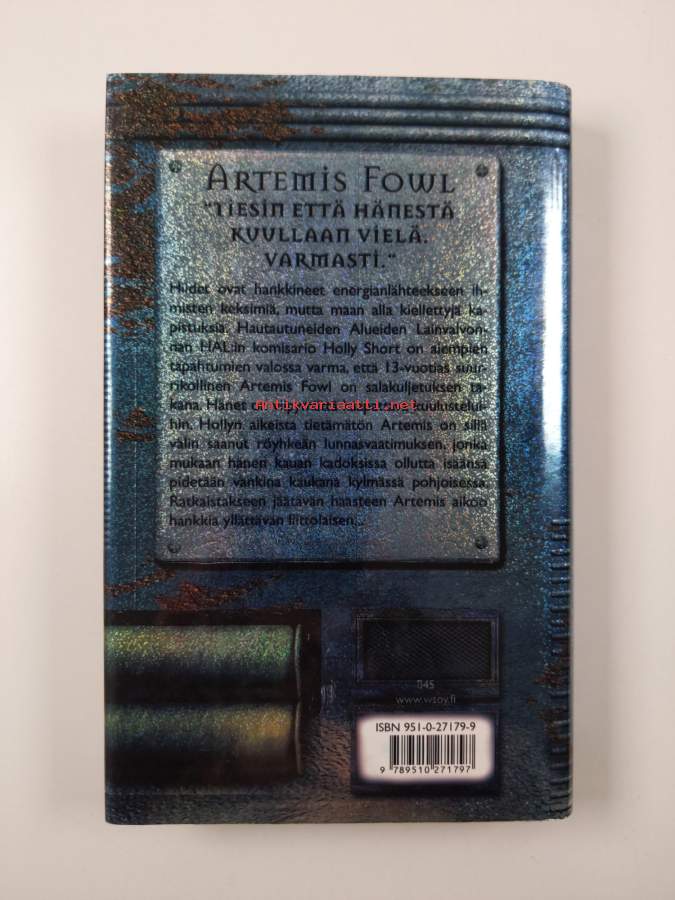 ARTEMIS FOWL
"TIESIN ETTÄ HÄNESTÄ
KUULLAAN VIELÄ.
VARMASTI."
Hiidet ovat hankkineet energianlähteekseen ih-
misten keksimiä, mutta maan alla kiellettyjä ka-
pistuksia. Hautautuneiden Alueiden Lainvalvon-
nan HAL:in komisario Holly Short on aiempien
tapahtumien valossa varma, että 13-vuotias suur-
rikollinen Artemis Fowl on salakuljetuksen ta-
kana. Hänet kuulustelui-
Antikvariaatti.net
hin. Hollyn aikeista tietämätön Artemis on sillä
välin saanut röyhkeän lunnasvaatimuksen, jonka
mukaan hänen kauan kadoksissa ollutta isäänsä
pidetään vankina kaukana kylmässä pohjoisessa.
Ratkaistakseen jäätävän haasteen Artemis aikoo
hankkia yllättävän liittolaisen...
N45
www.wsoy.fi
ISBN 951-0-27179-9
9 789510 271797